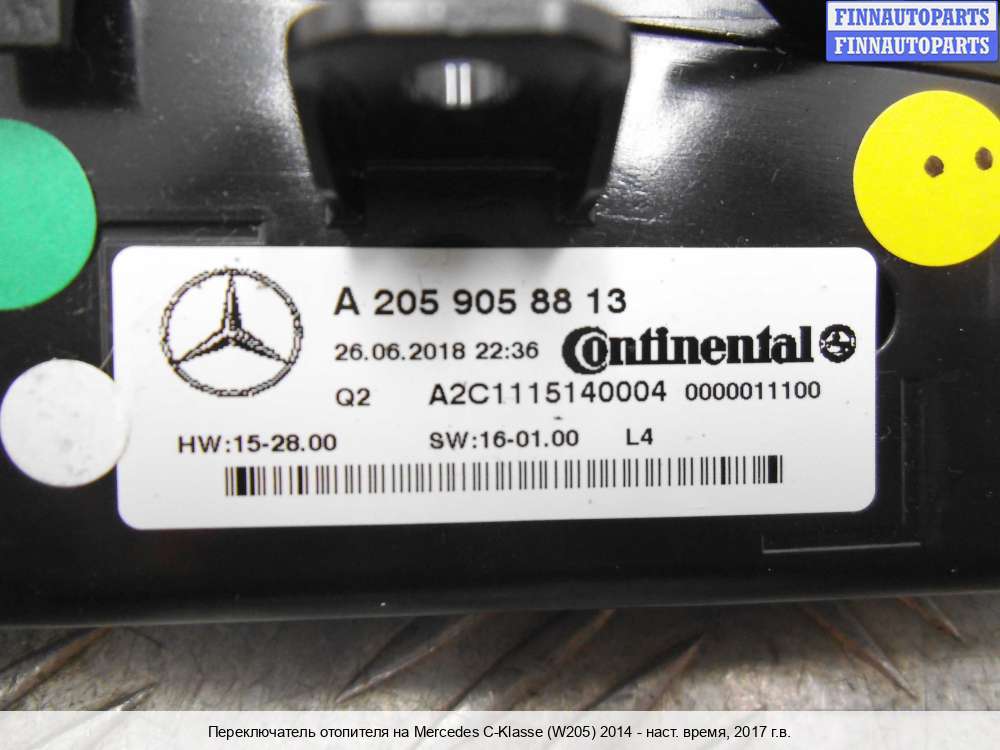 FINNAUTOPARTS
FINNAUTOPARTS
A 205 905 88 13
26.06.2018 22:36 Continental
Q2 A2C1115140004 0000011100
HW:15-28.00 SW:16-01.00 L4
Переключатель отопителя на Mercedes C-Klasse (W205) 2014 - наст. время, 2017 г.в.